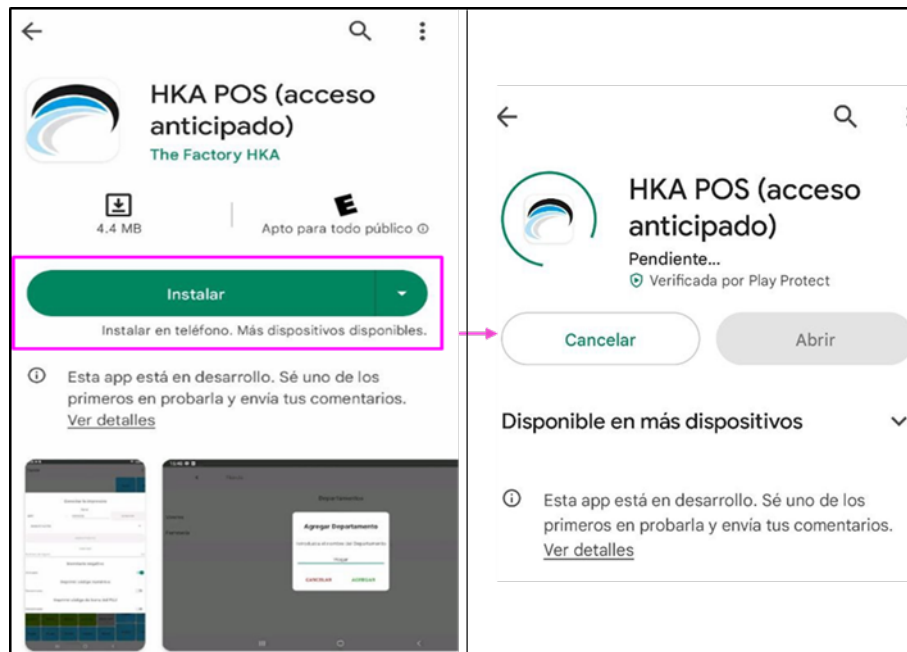 HKA POS (acceso
anticipado)
The Factory HKA
4.4 MB
Apto para todo público
Instalar
Instalar en teléfono. Más dispositivos disponibles.
Esta app está en desarrollo. Sé uno de los
primeros en probarla y envía tus comentarios.
Ver detalles
Agregar Departamento
CANCELAR AGREGAR
HKA POS (acceso
anticipado)
Pendiente...
Verificada por Play Protect
Cancelar
Abrir
Disponible en más dispositivos
Esta app está en desarrollo. Sé uno de los
primeros en probarla y envía tus comentarios.
Ver detalles